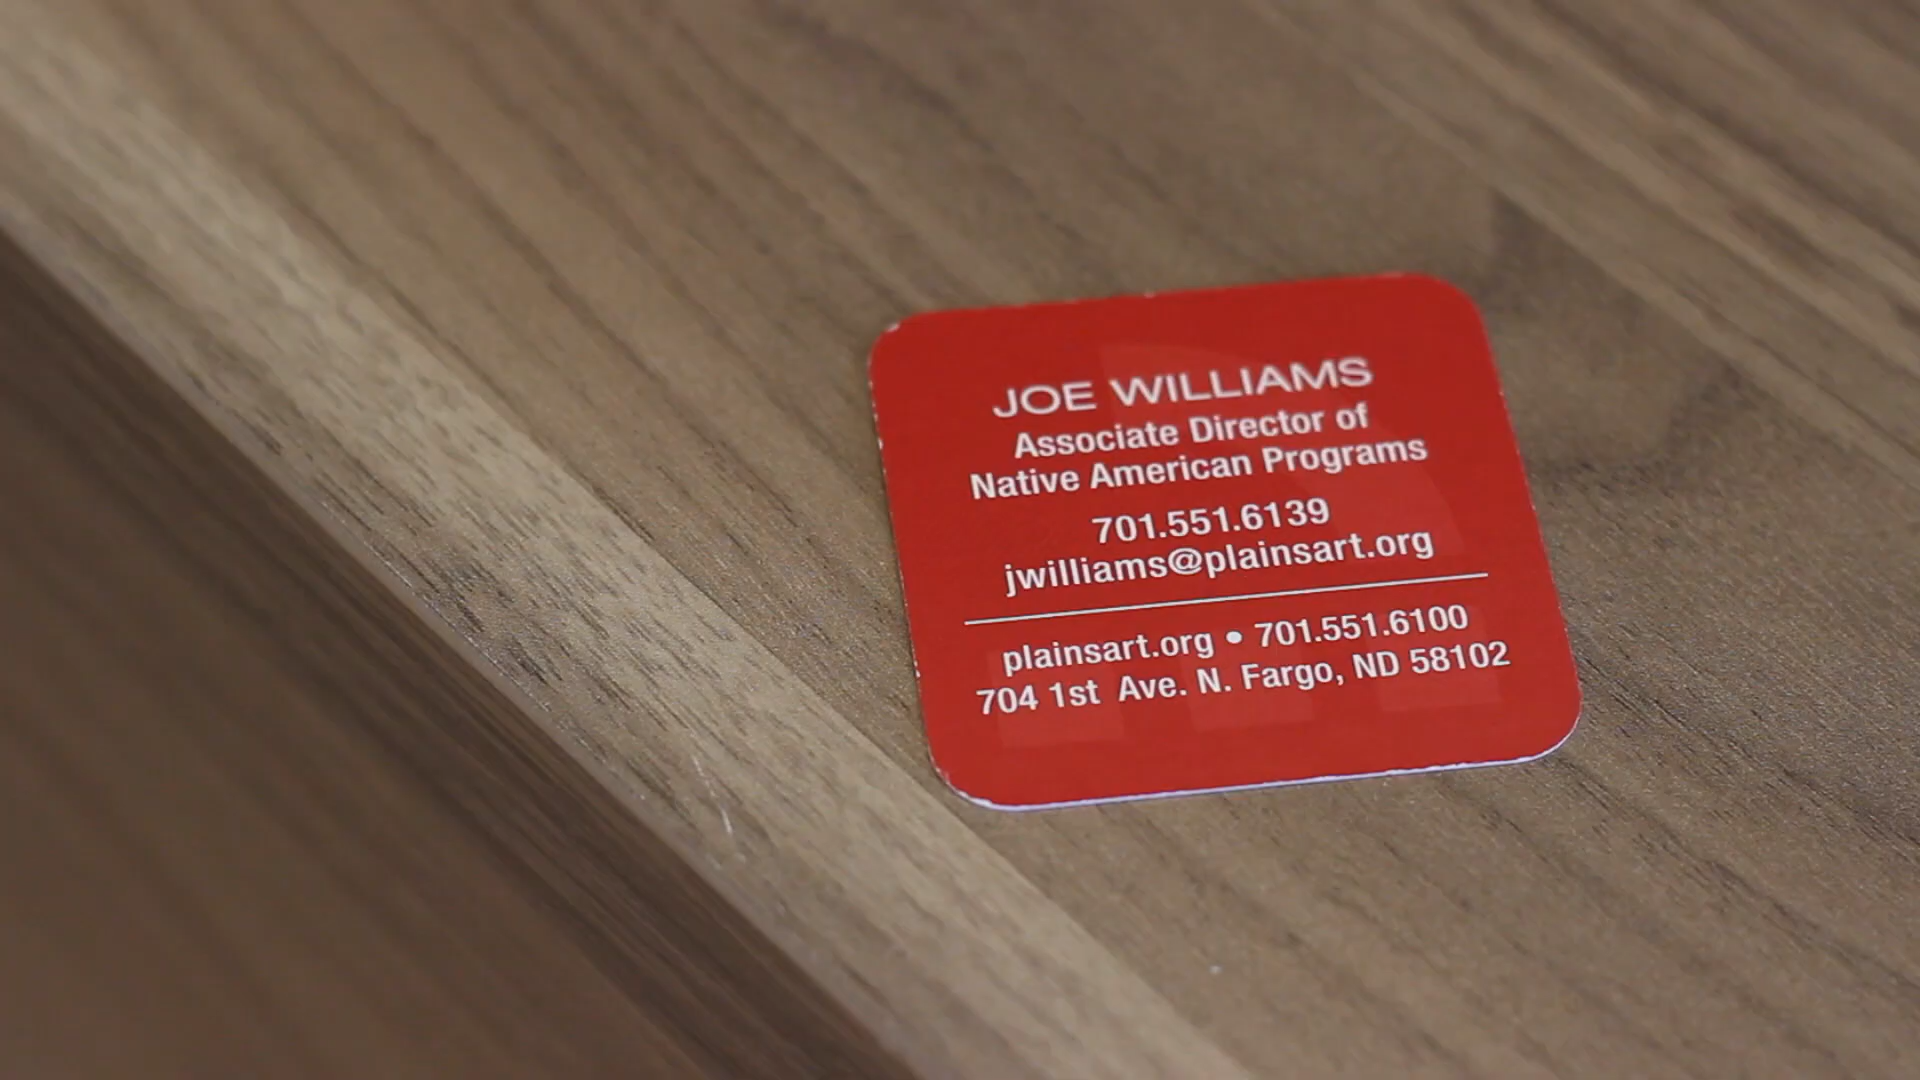 JOE WILLIAMS
Associate Director of
Native American Programs
701.551.6139
jwilliams@plainsart.org
plainsart.org • 701.551.6100
704 1st Ave. N. Fargo, ND 58102